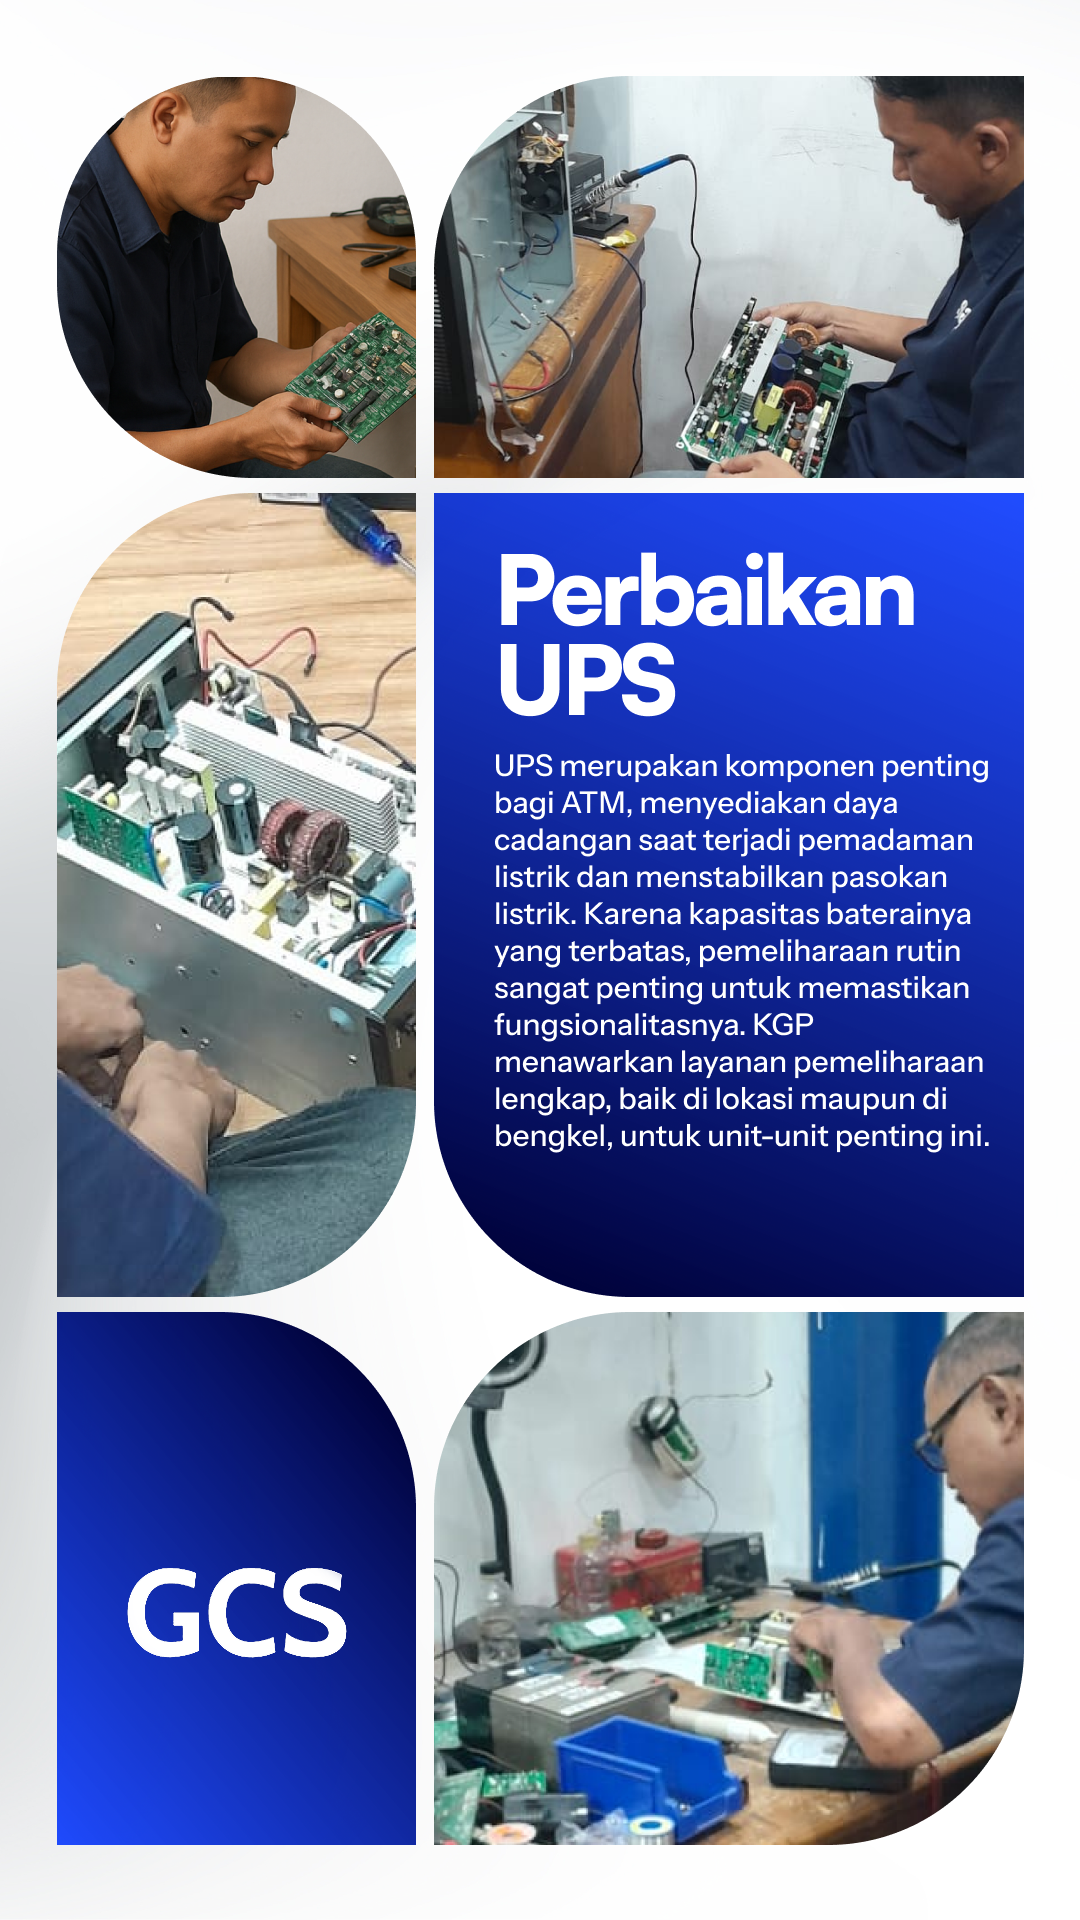 Perbaikan
UPS
UPS merupakan komponen penting
bagi ATM, menyediakan daya
cadangan saat terjadi pemadaman
listrik dan menstabilkan pasokan
listrik. Karena kapasitas baterainya
yang terbatas, pemeliharaan rutin
sangat penting untuk memastikan
fungsionalitasnya. KGP
menawarkan layanan pemeliharaan
lengkap, baik di lokasi maupun di
bengkel, untuk unit-unit penting ini.
GCS